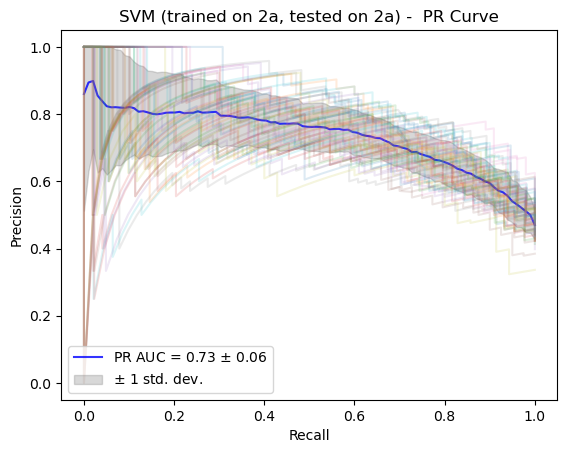 SVM (trained on 2a, tested on 2a) -  PR Curve
1.0
0.8
0.6
0.4
0.2
0.0
Precision
PR AUC = 0.73 ± 0.06
± 1 std. dev.
0.0 0.2 0.4 0.6 0.8 1.0
Recall